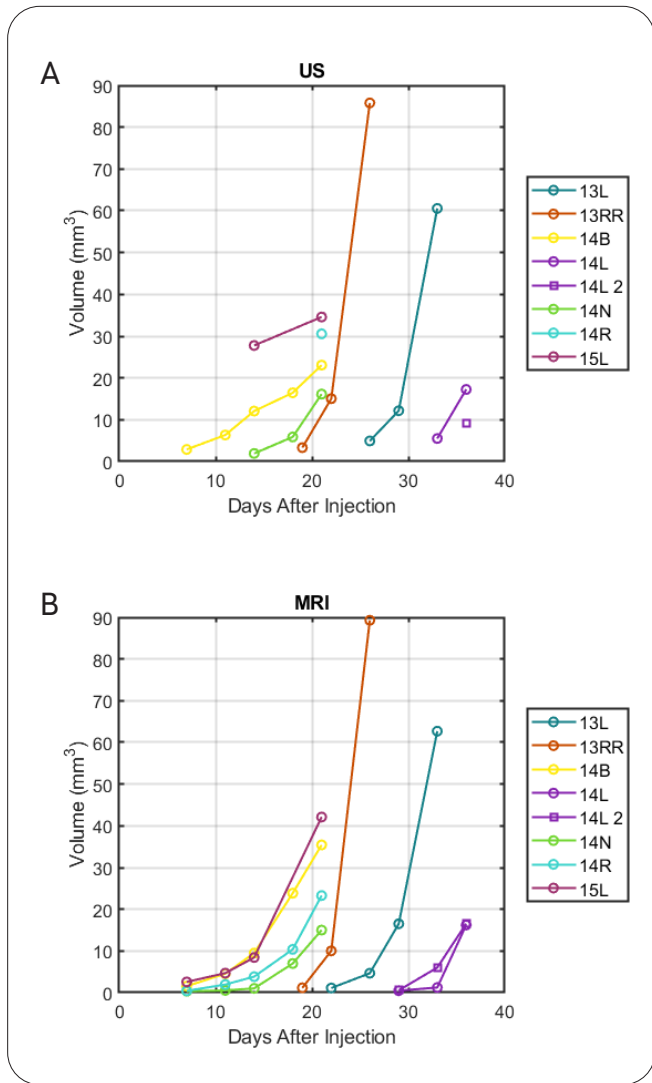 A
US
Volume (mm³)
90
80
70
60
50
40
30
20
10
0
0 10 20 30 40
Days After Injection
13L
13RR
14B
14L
14L 2
14N
14R
15L
B
MRI
Volume (mm³)
90
80
70
60
50
40
30
20
10
0
0 10 20 30 40
Days After Injection
13L
13RR
14B
14L
14L 2
14N
14R
15L